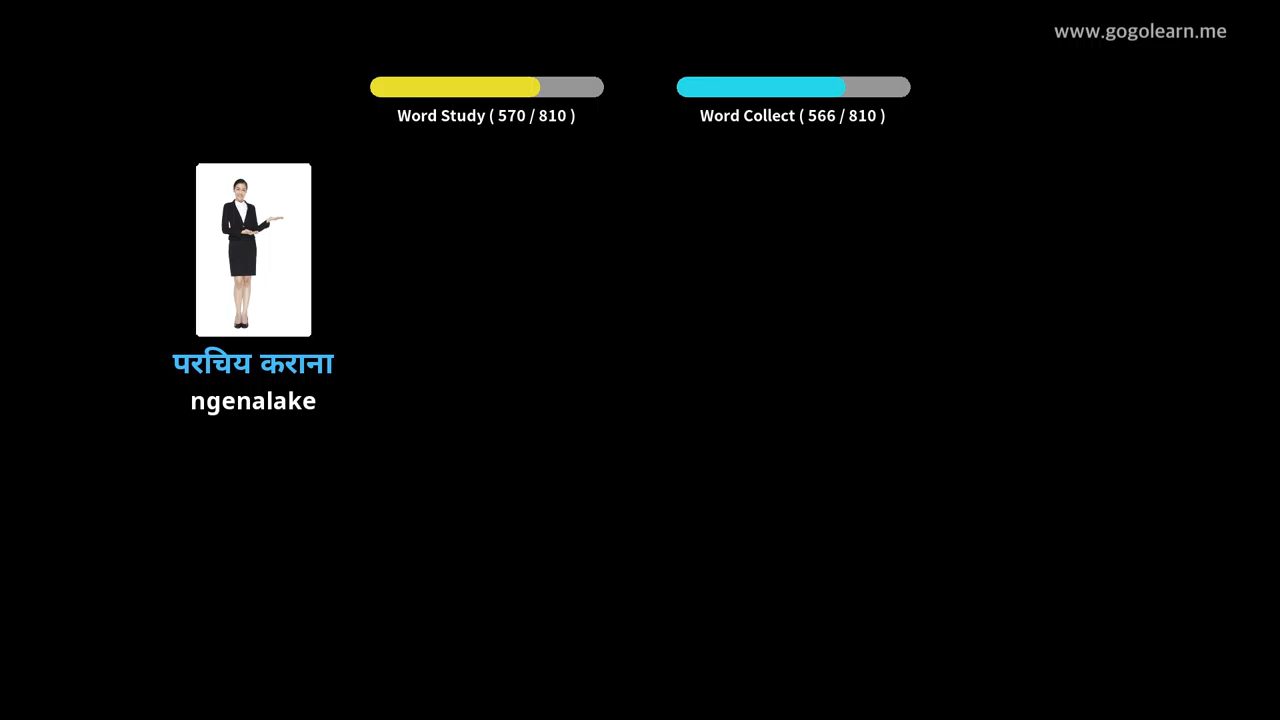 www.gogolearn.me
Word Study ( 570 / 810 )
Word Collect ( 566 / 810 )
परिचय कराना
ngenalake